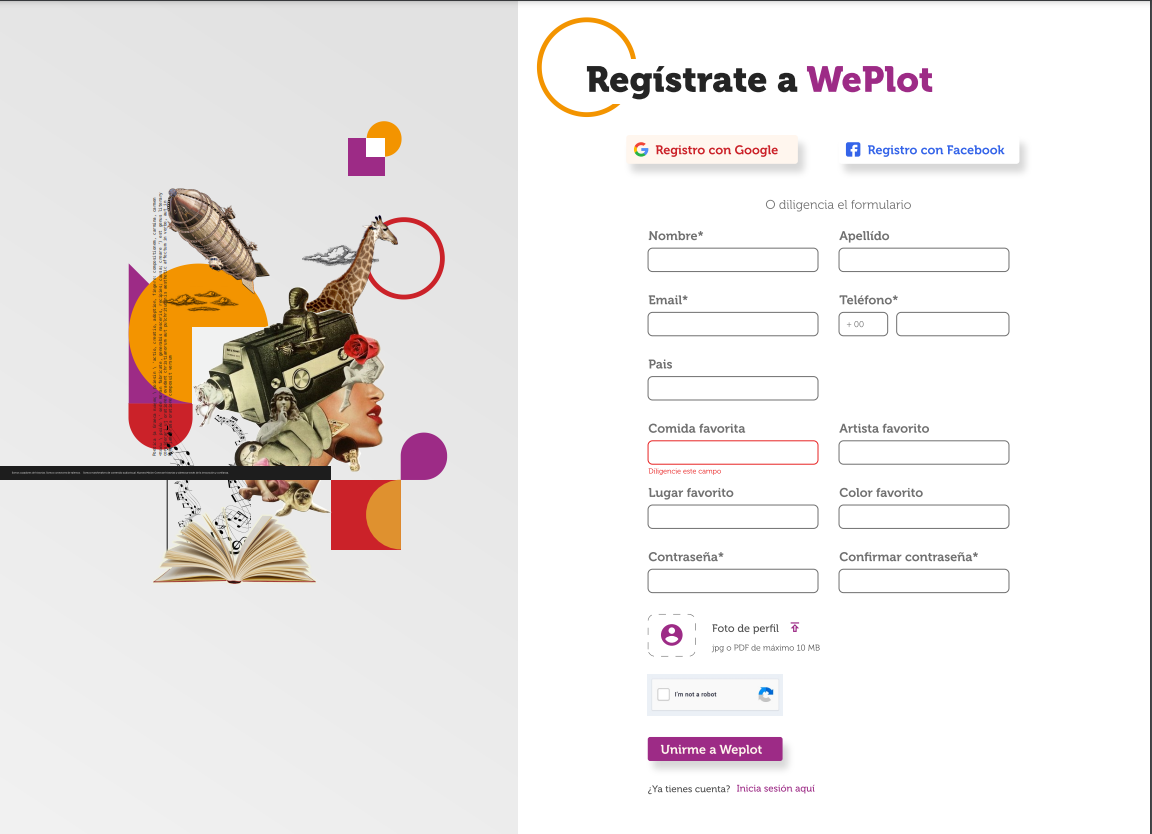 Regístrate a WePlot
Registro con Google
Registro con Facebook
O diligencia el formulario
Nombre*
Apellído
Email*
Teléfono*
+ 00
Pais
Comida favorita
Artista favorito
Diligencie este campo
Lugar favorito
Color favorito
Contraseña*
Confirmar contraseña*
Foto de perfil
jpg o PDF de máximo 10 MB
I'm not a robot
Unirme a Weplot
¿Ya tienes cuenta? Inicia sesión aquí